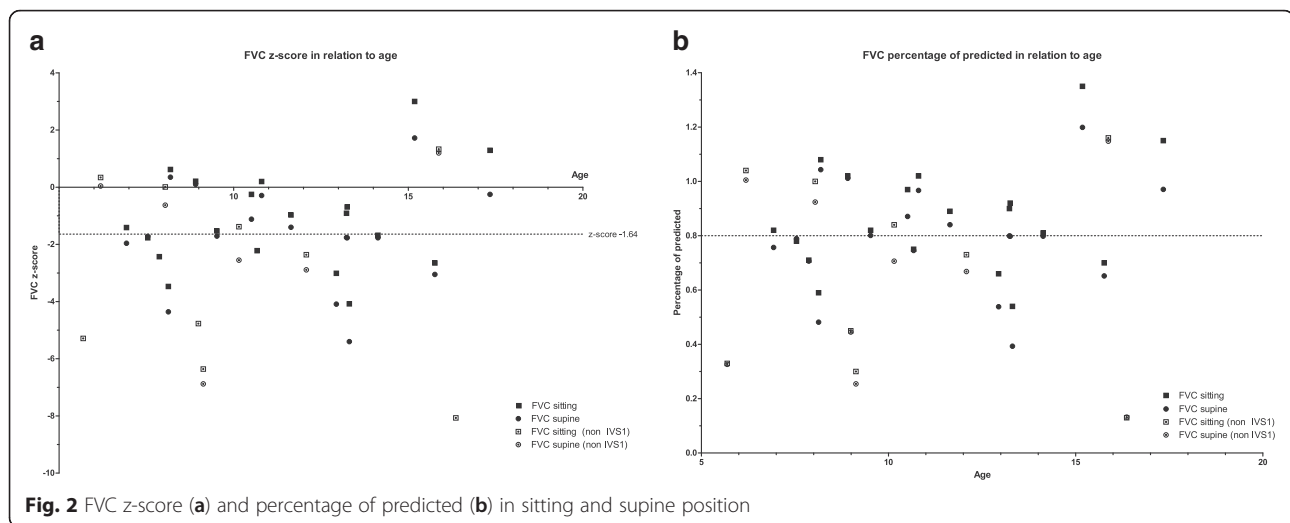 a
FVC z-score in relation to age
4
2
0
-2
-4
-6
-8
-10
FVC z-score
10
15
20
Age
z-score -1.64
FVC sitting
FVC supine
FVC sitting (non IVS1)
FVC supine (non IVS1)
b
FVC percentage of predicted in relation to age
1.4
1.2
1.0
0.8
0.6
0.4
0.2
0.0
Percentage of predicted
5
10
15
20
Age
FVC sitting
FVC supine
FVC sitting (non IVS1)
FVC supine (non IVS1)
Fig. 2 FVC z-score (a) and percentage of predicted (b) in sitting and supine position